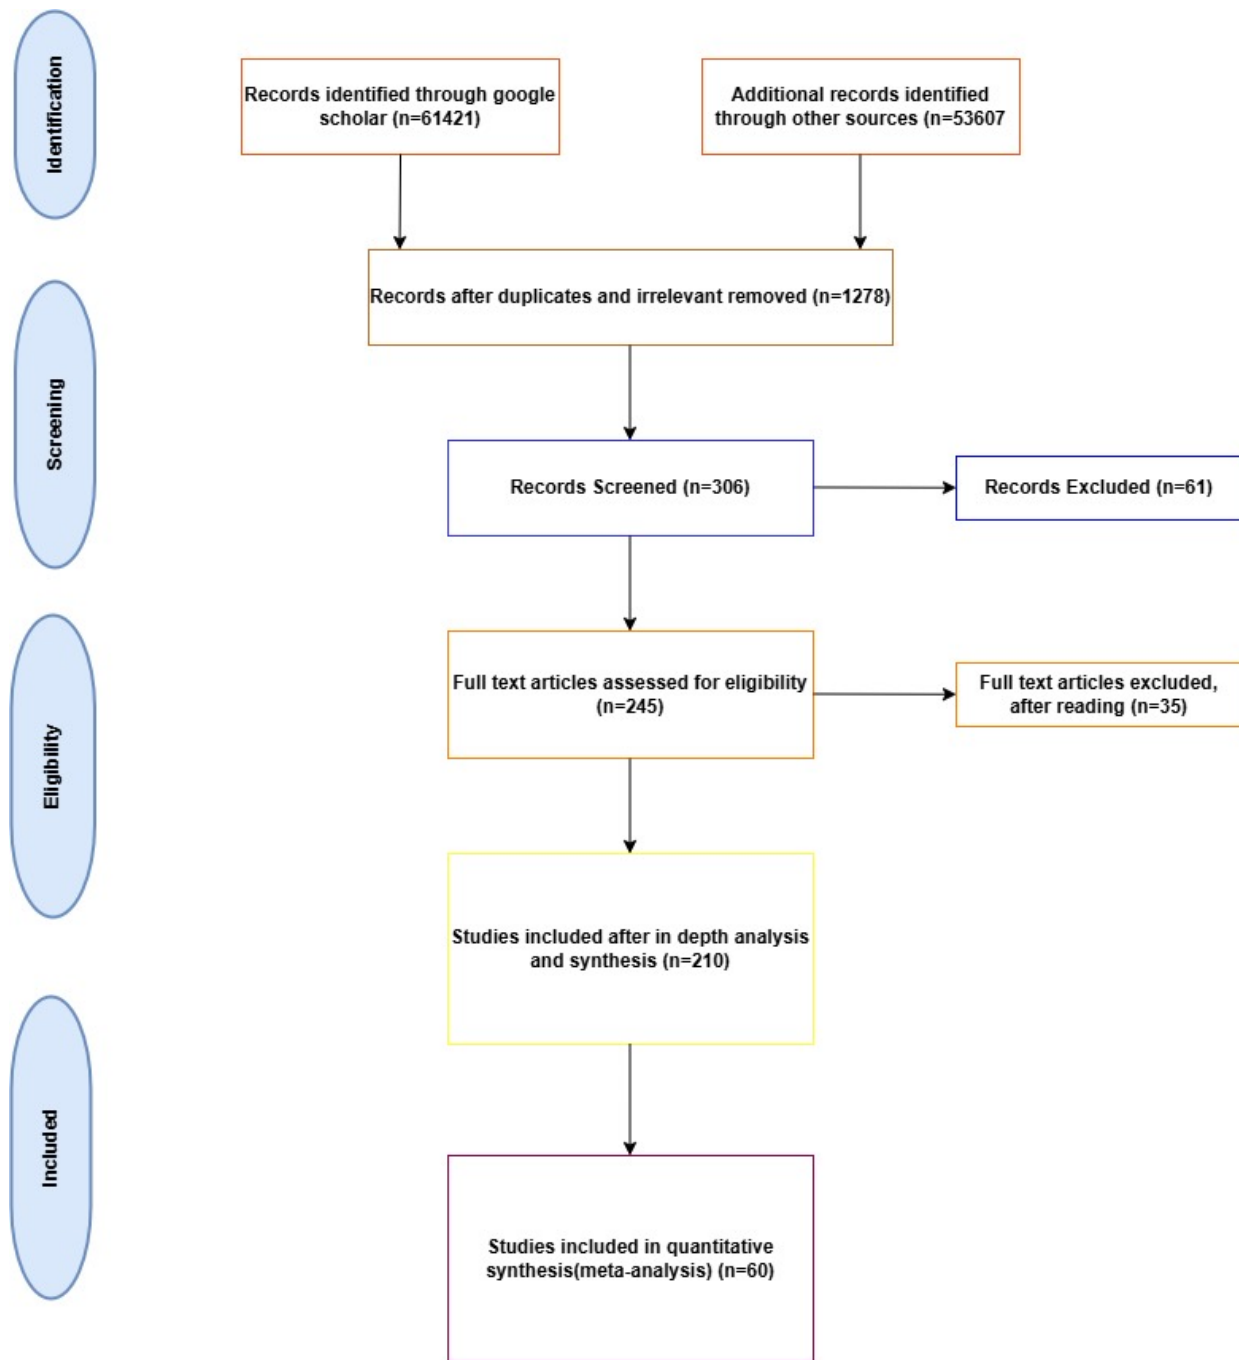 Identification
Records identified through google
scholar (n=61421)
Additional records identified
through other sources (n=53607
Records after duplicates and irrelevant removed (n=1278)
Screening
Records Screened (n=306)
Records Excluded (n=61)
Eligibility
Full text articles assessed for eligibility
(n=245)
Full text articles excluded,
after reading (n=35)
Studies included after in depth analysis
and synthesis (n=210)
Included
Studies included in quantitative
synthesis(meta-analysis) (n=60)